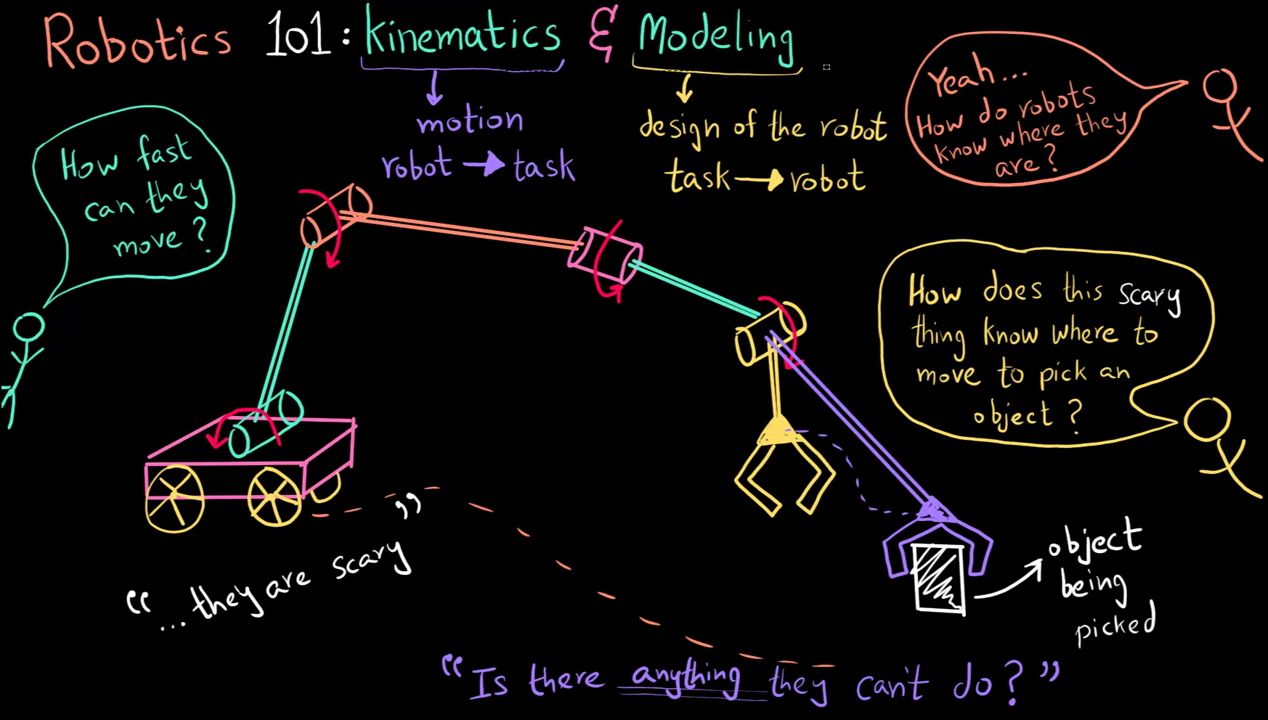 Robotics 101: kinematics & Modeling
motion
robot → task
design of the robot
task → robot
Yeah...
How do robots
know where they
are?
How fast
can they
move?
How does this scary
thing know where to
move to pick an
object?
"...they are scary"
object
being
picked
"Is there anything they can't do?"